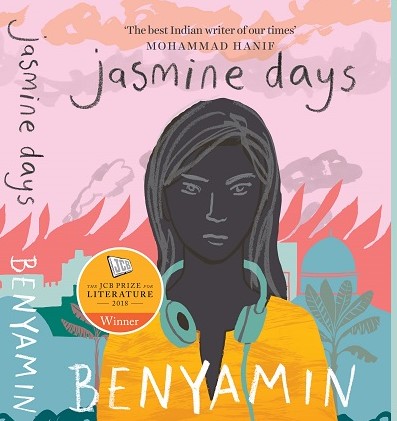 jasmine days
BENYAMIN
'The best Indian writer of our times'
MOHAMMAD HANIF
jasmine days
JCB
THE JCB PRIZE FOR
LITERATURE
2018
Winner
BENYAMIN